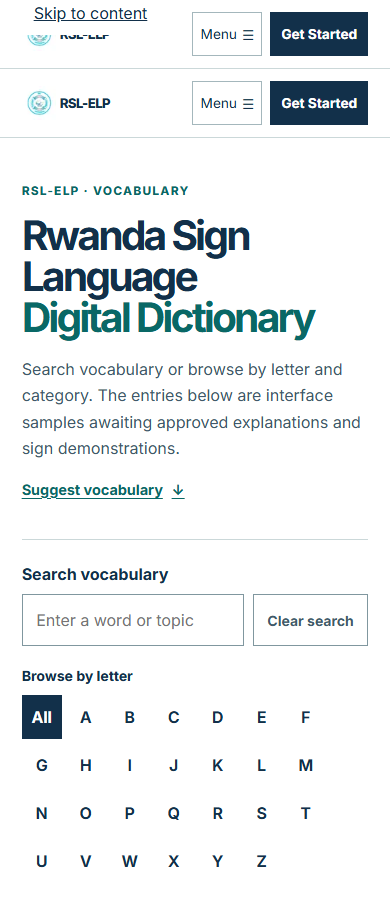 Skip to content
RSL-ELP
Menu
Get Started
RSL-ELP
Menu
Get Started
RSL-ELP · VOCABULARY
Rwanda Sign
Language
Digital Dictionary
Search vocabulary or browse by letter and
category. The entries below are interface
samples awaiting approved explanations and
sign demonstrations.
Suggest vocabulary ↓
Search vocabulary
Enter a word or topic
Clear search
Browse by letter
All A B C D E F
G H I J K L M
N O P Q R S T
U V W X Y Z